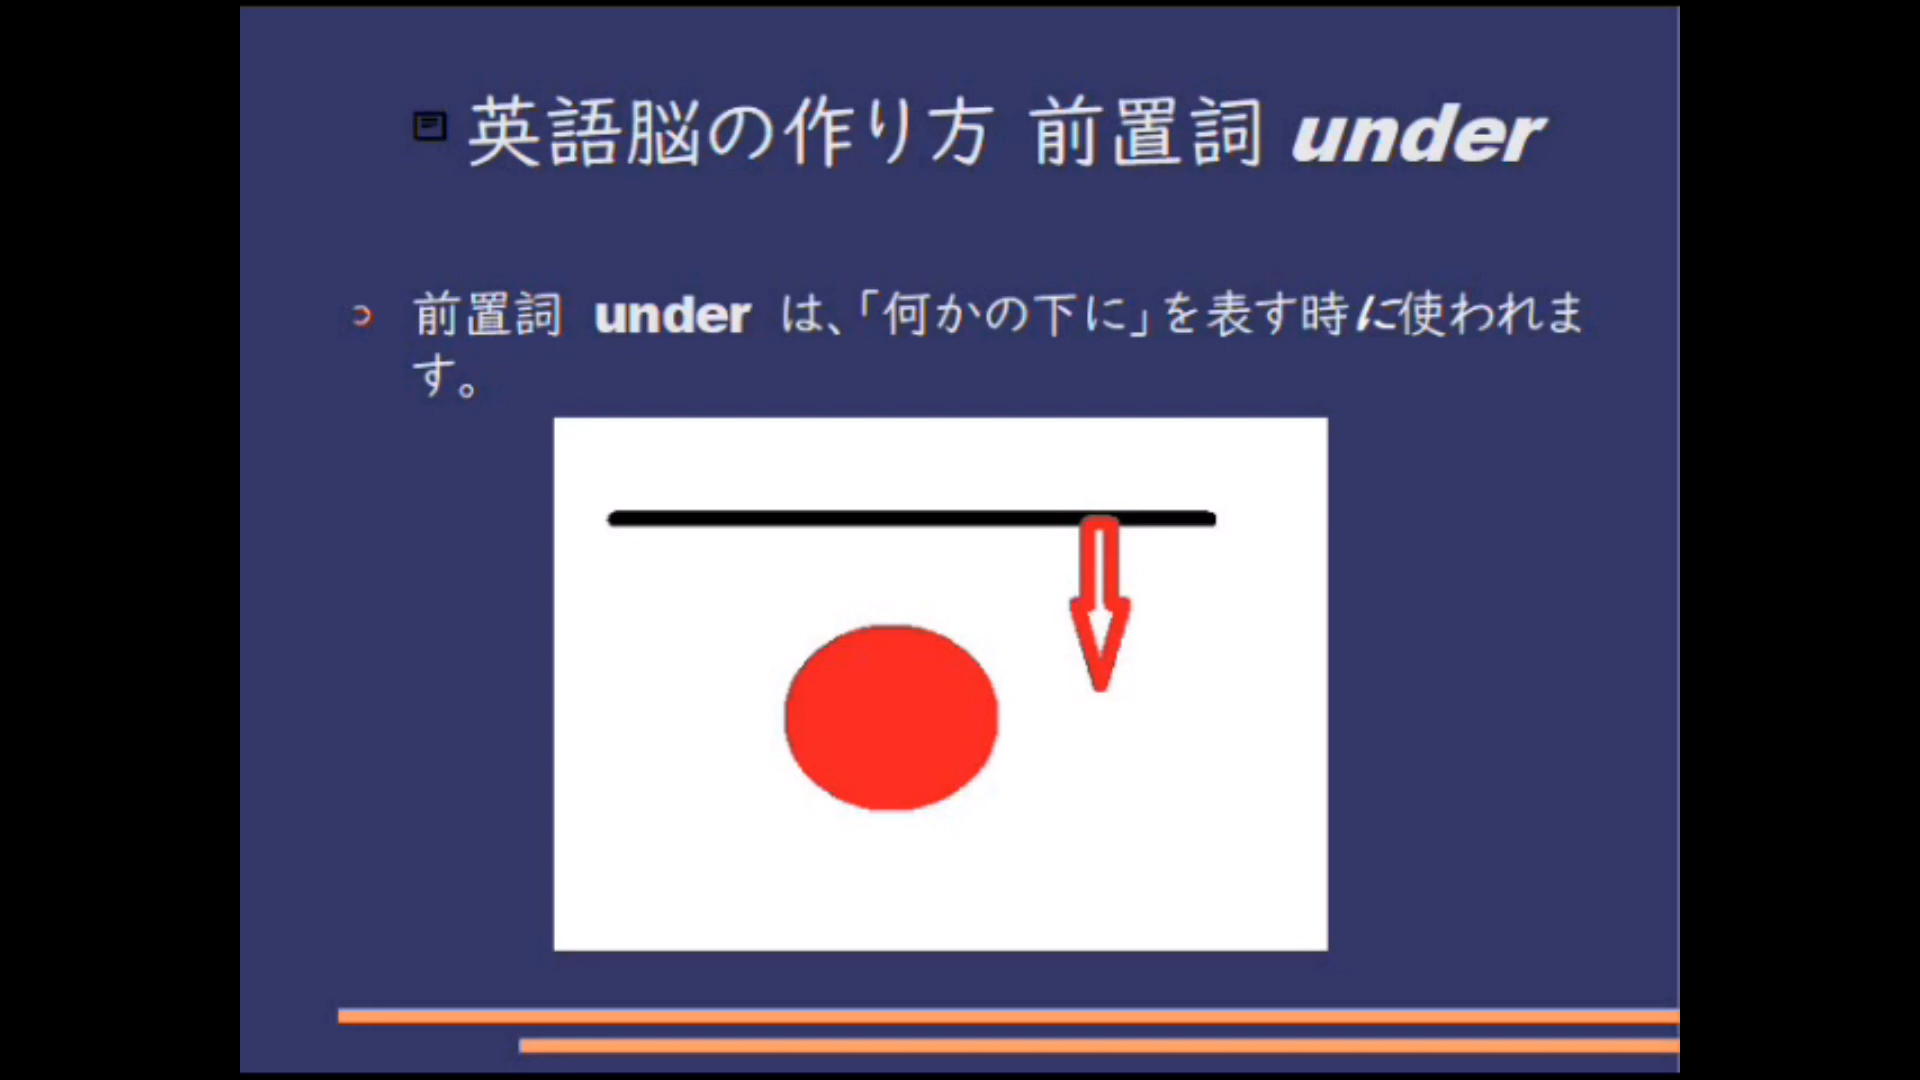 英語脳の作り方 前置詞 under
前置詞 under は、「何かの下に」を表す時に使われま
す。